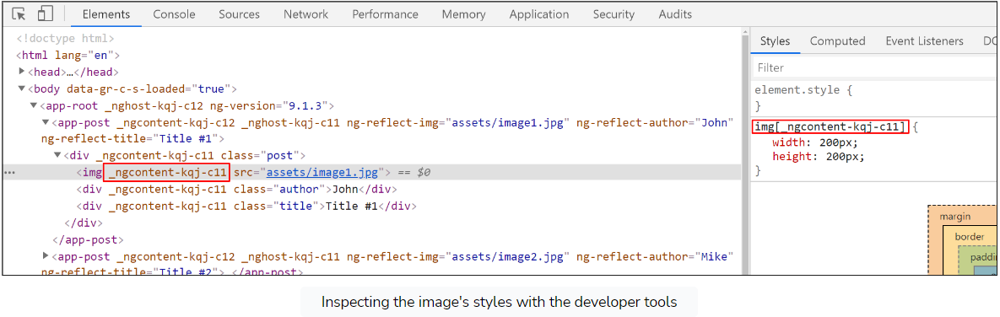 Elements Console Sources Network Performance Memory Application Security Audits
<!doctype html>
<html lang="en">
<head>…</head>
<body data-gr-c-s-loaded="true">
<app-root _nghost-kqj-c12 ng-version="9.1.3">
<app-post _ngcontent-kqj-c12 _nghost-kqj-c11 ng-reflect-img="assets/image1.jpg" ng-reflect-author="John"
ng-reflect-title="Title #1">
<div _ngcontent-kqj-c11 class="post">
… <img _ngcontent-kqj-c11 src="assets/image1.jpg"> == $0
<div _ngcontent-kqj-c11 class="author">John</div>
<div _ngcontent-kqj-c11 class="title">Title #1</div>
</div>
</app-post>
<app-post _ngcontent-kqj-c12 _nghost-kqj-c11 ng-reflect-img="assets/image2.jpg" ng-reflect-author="Mike"
ng-reflect-title="Title #2"> </app-post>
Styles Computed Event Listeners
Filter
element.style {
}
img[_ngcontent-kqj-c11] {
width: 200px;
height: 200px;
}
margin
border
Inspecting the image's styles with the developer tools